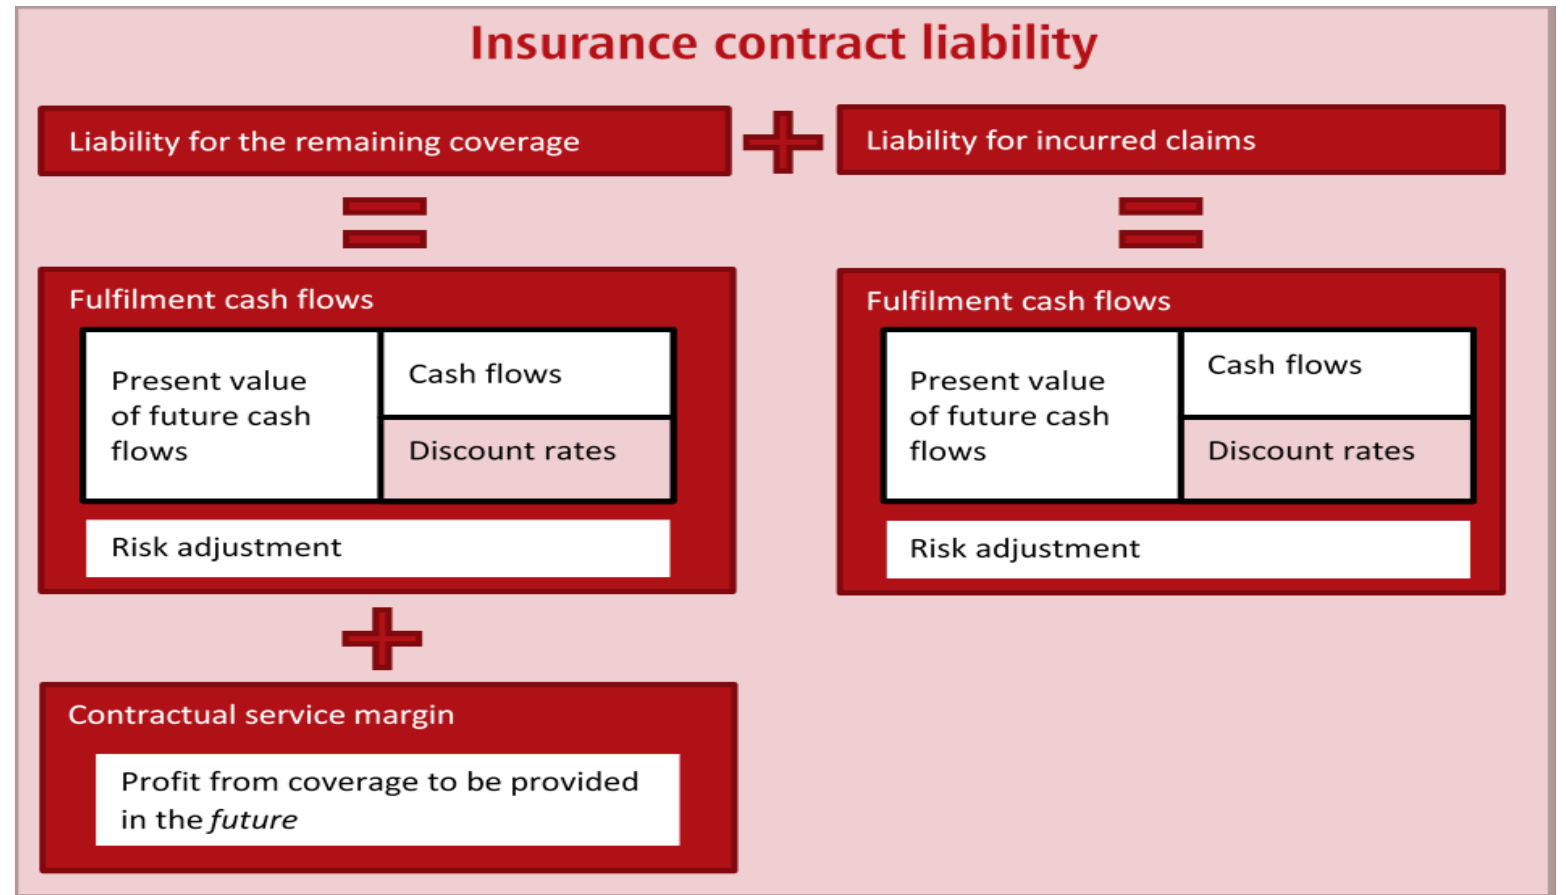 Insurance contract liability
Liability for the remaining coverage
Liability for incurred claims
Fulfilment cash flows
Present value
of future cash
flows
Cash flows
Discount rates
Risk adjustment
Fulfilment cash flows
Present value
of future cash
flows
Cash flows
Discount rates
Risk adjustment
Contractual service margin
Profit from coverage to be provided
in the future